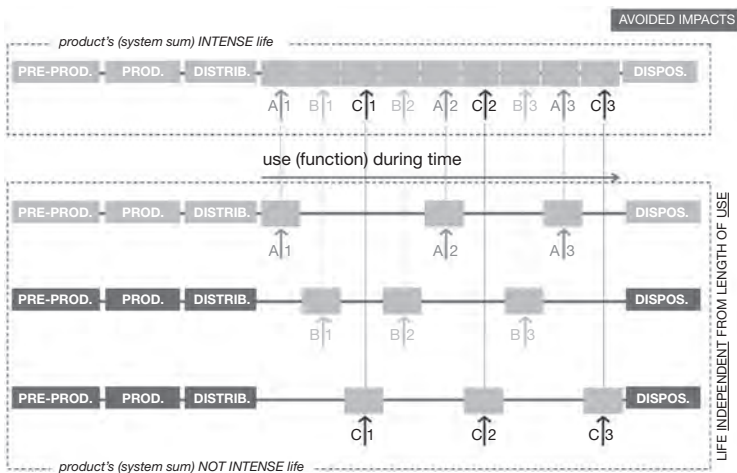 AVOIDED IMPACTS
product's (system sum) INTENSE life
PRE-PROD. PROD. DISTRIB. DISPOS.
A 1 B 1 C 1 B 2 A 2 C 2 B 3 A 3 C 3
use (function) during time
PRE-PROD. PROD. DISTRIB. DISPOS.
A 1 A 2 A 3
PRE-PROD. PROD. DISTRIB. DISPOS.
B 1 B 2 B 3
PRE-PROD. PROD. DISTRIB. DISPOS.
C 1 C 2 C 3
product's (system sum) NOT INTENSE life
LIFE INDEPENDENT FROM LENGTH OF USE